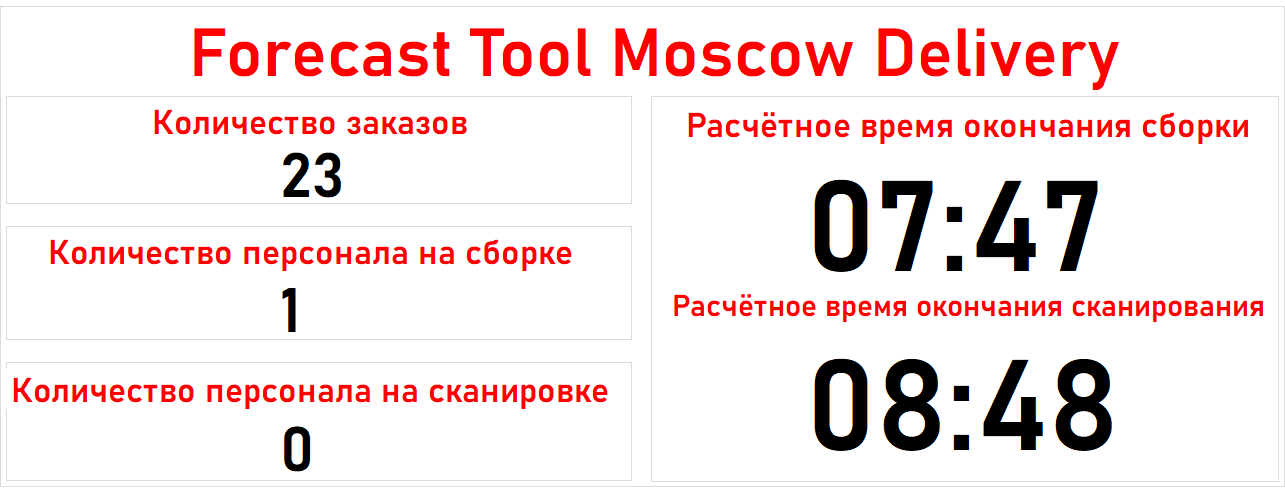 Forecast Tool Moscow Delivery
Количество заказов
23
Количество персонала на сборке
1
Количество персонала на сканировке
0
Расчётное время окончания сборки
07:47
Расчётное время окончания сканирования
08:48